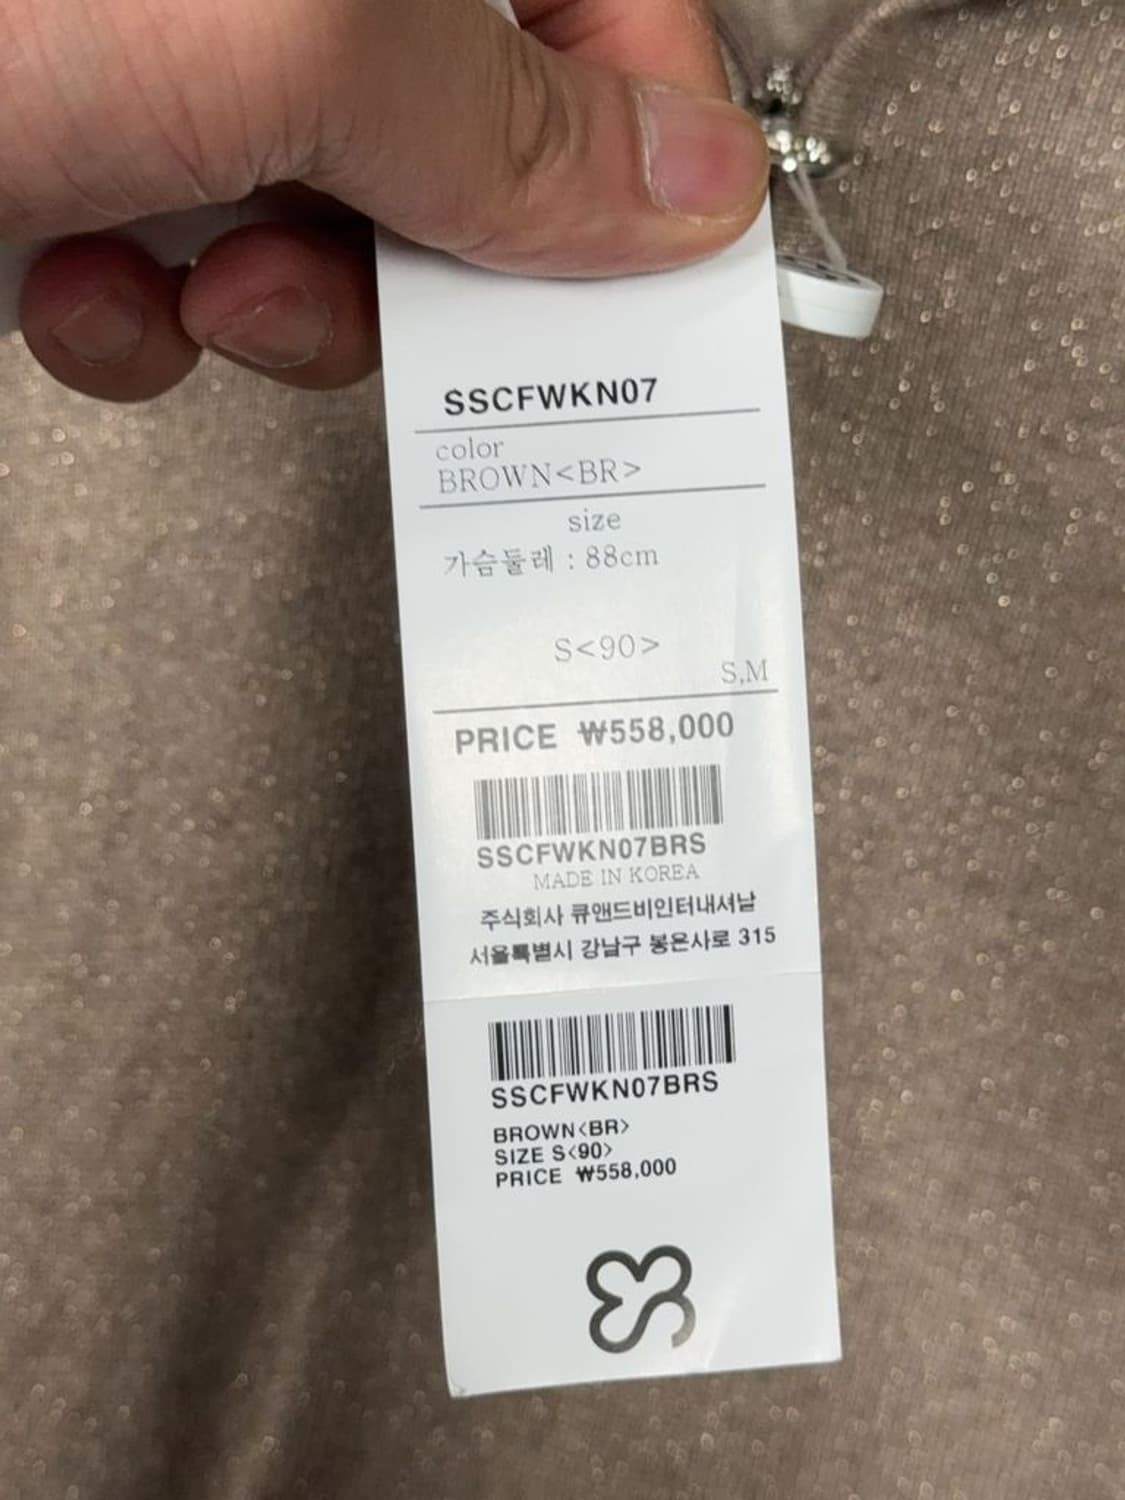 SSCFWKN07
color
BROWN<BR>
size
가슴둘레 : 88cm
S<90>
S,M
PRICE ₩558,000
SSCFWKN07BRS
MADE IN KOREA
주식회사 큐앤드비인터내셔날
서울특별시 강남구 봉은사로 315
SSCFWKN07BRS
BROWN<BR>
SIZE S<90>
PRICE ₩558,000